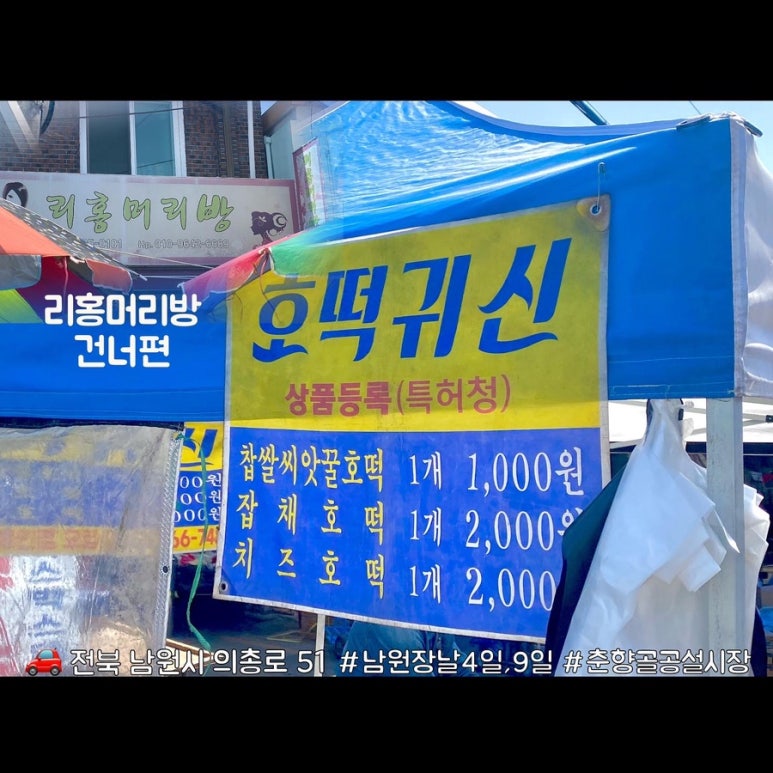 리홍머리방
리홍머리방
건너편
호떡귀신
상품등록(특허청)
찹쌀씨앗꿀호떡 1개 1,000원
잡채호떡 1개 2,000원
치즈호떡 1개 2,000
전북 남원시 의총로 51 #남원장날4일,9일 #춘향골공설시장